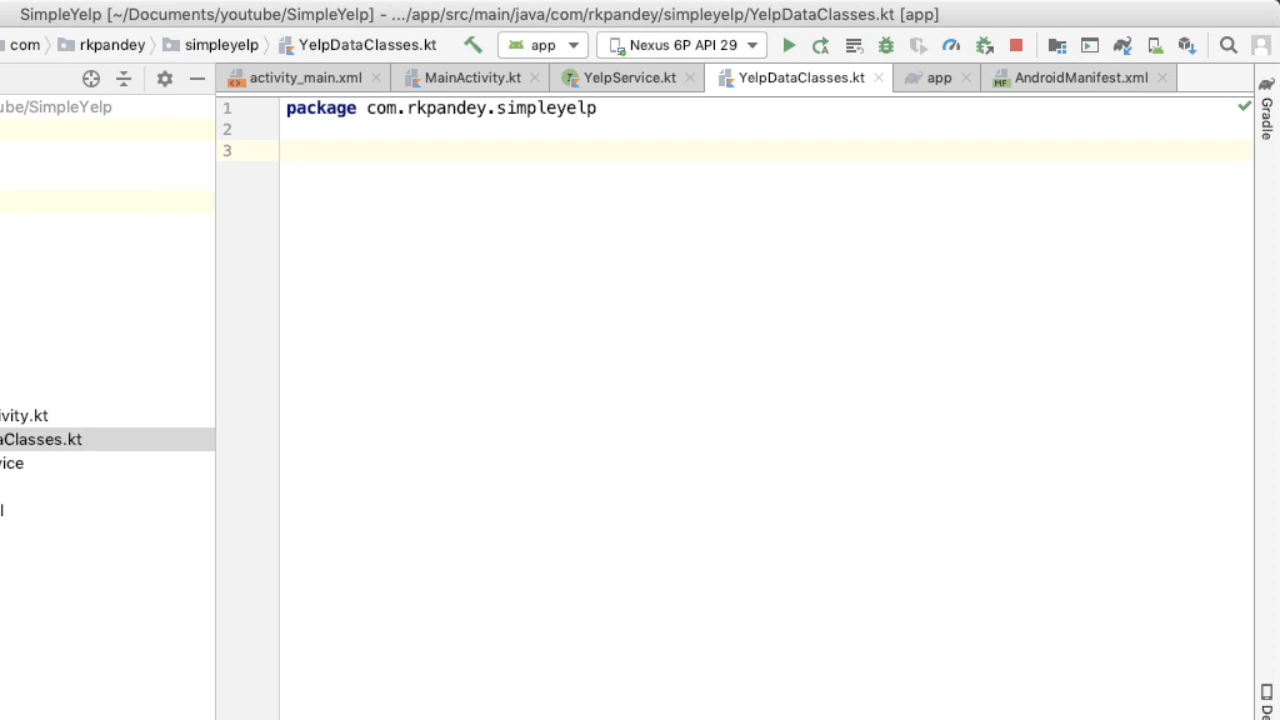 SimpleYelp [~/Documents/youtube/SimpleYelp] - .../app/src/main/java/com/rkpandey/simpleyelp/YelpDataClasses.kt [app]
com rkpandey simpleyelp YelpDataClasses.kt app Nexus 6P API 29
activity_main.xml MainActivity.kt YelpService.kt YelpDataClasses.kt app AndroidManifest.xml
ube/SimpleYelp
1 package com.rkpandey.simpleyelp
2
3
Gradle
ivity.kt
aClasses.kt
vice
l